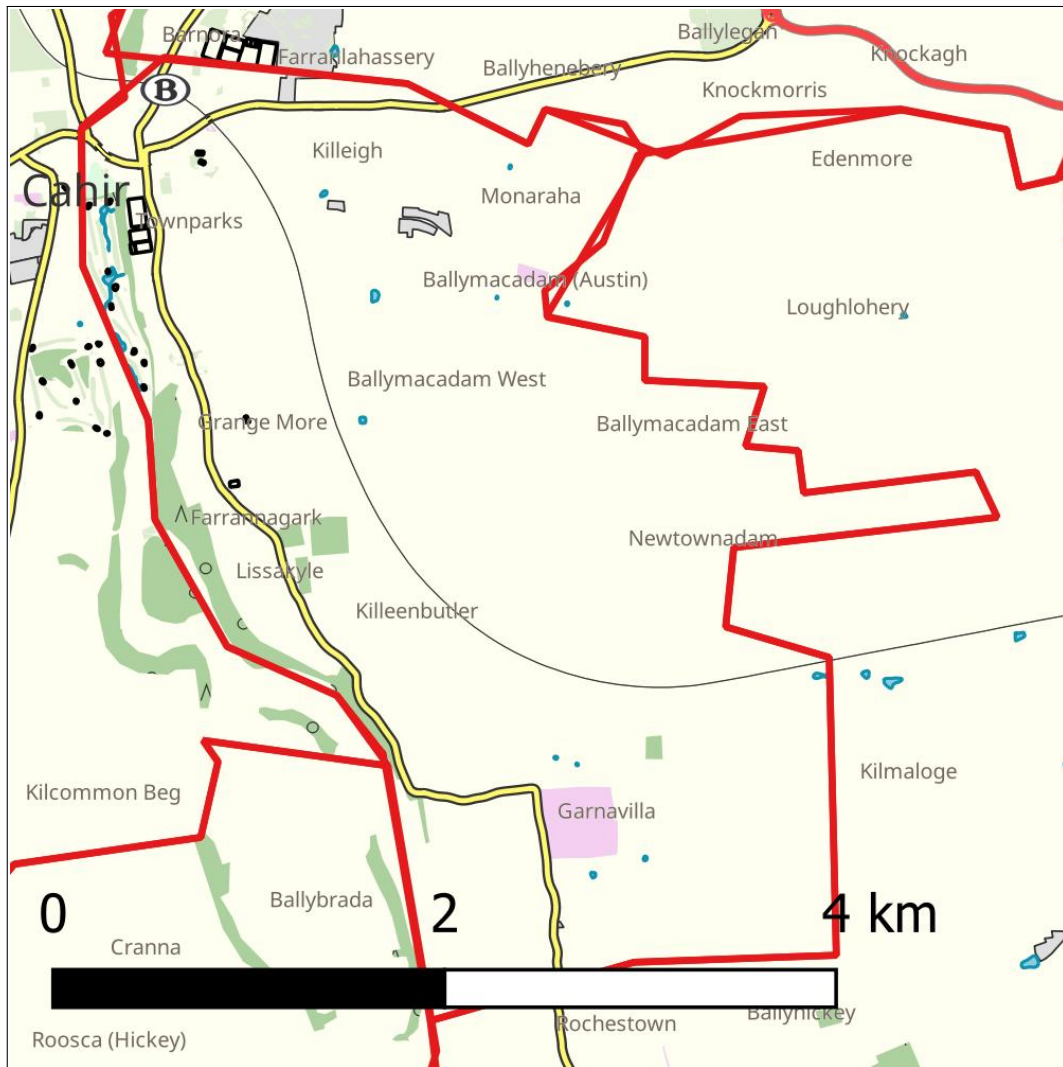 Barnora
Farranlahassery
Ballyhenebery
Ballylegan
Knockagh
B
Knockmorris
Killeigh
Edenmore
Cahir
Monaraha
Townparks
Ballymacadam (Austin)
Loughlohery
Ballymacadam West
Grange More
Ballymacadam East
Farrannagark
Newtownadam
Lissakyle
Killeenbutler
Kilcommon Beg
Kilmaloge
Garnavilla
Ballybrada
0 2 4 km
Cranna
Ballyhickey
Roosca (Hickey)
Rochestown